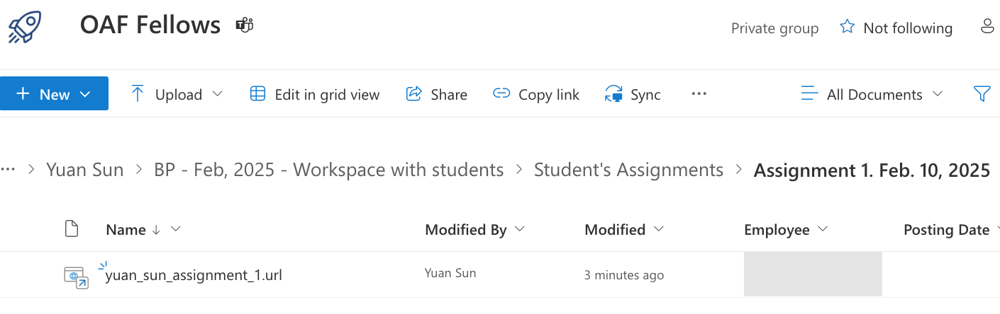 OAF Fellows
Private group Not following
+ New Upload Edit in grid view Share Copy link Sync ··· All Documents
··· > Yuan Sun > BP - Feb, 2025 - Workspace with students > Student's Assignments > Assignment 1. Feb. 10, 2025
Name ↓ Modified By Modified Employee Posting Date
yuan_sun_assignment_1.url Yuan Sun 3 minutes ago